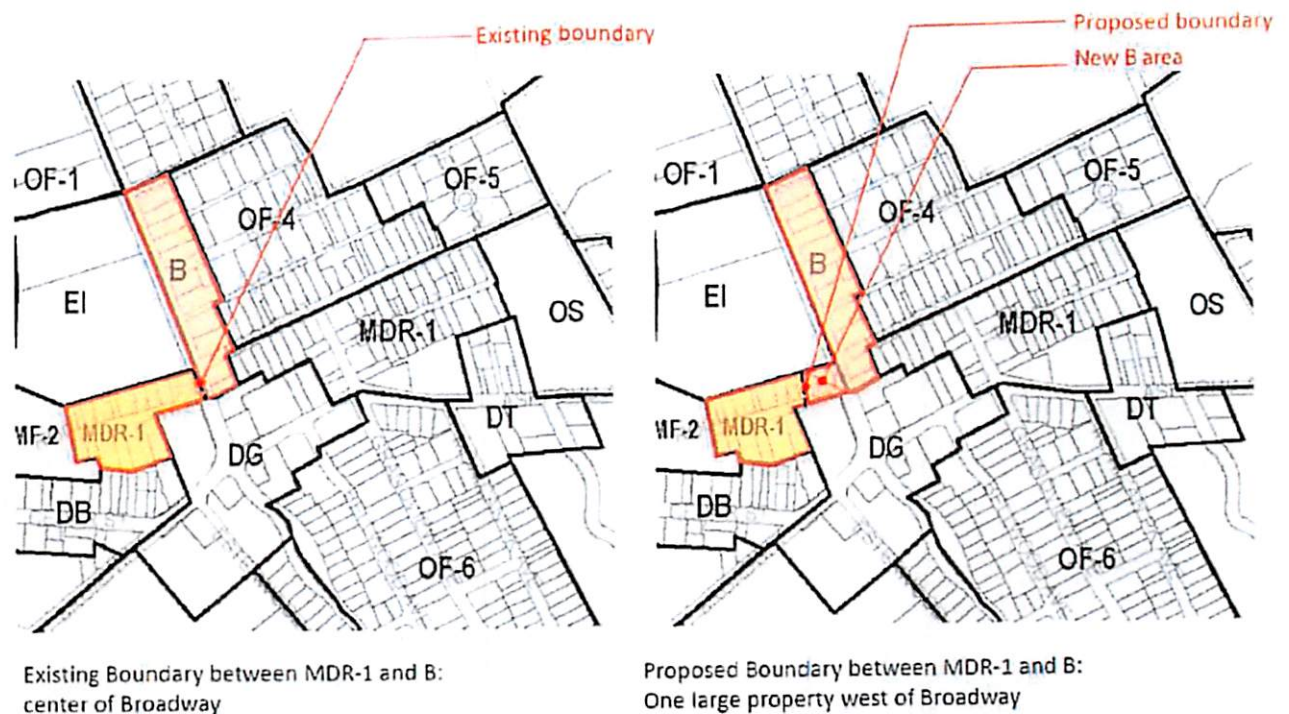 Existing boundary
Proposed boundary
New B area
OF-1
OF-5
OF-4
B
EI
MDR-1
OS
MF-2
MDR-1
DT
DG
DB
OF-6
OF-1
OF-5
OF-4
B
EI
MDR-1
OS
MF-2
MDR-1
DT
DG
DB
OF-6
Existing Boundary between MDR-1 and B:
center of Broadway
Proposed Boundary between MDR-1 and B:
One large property west of Broadway